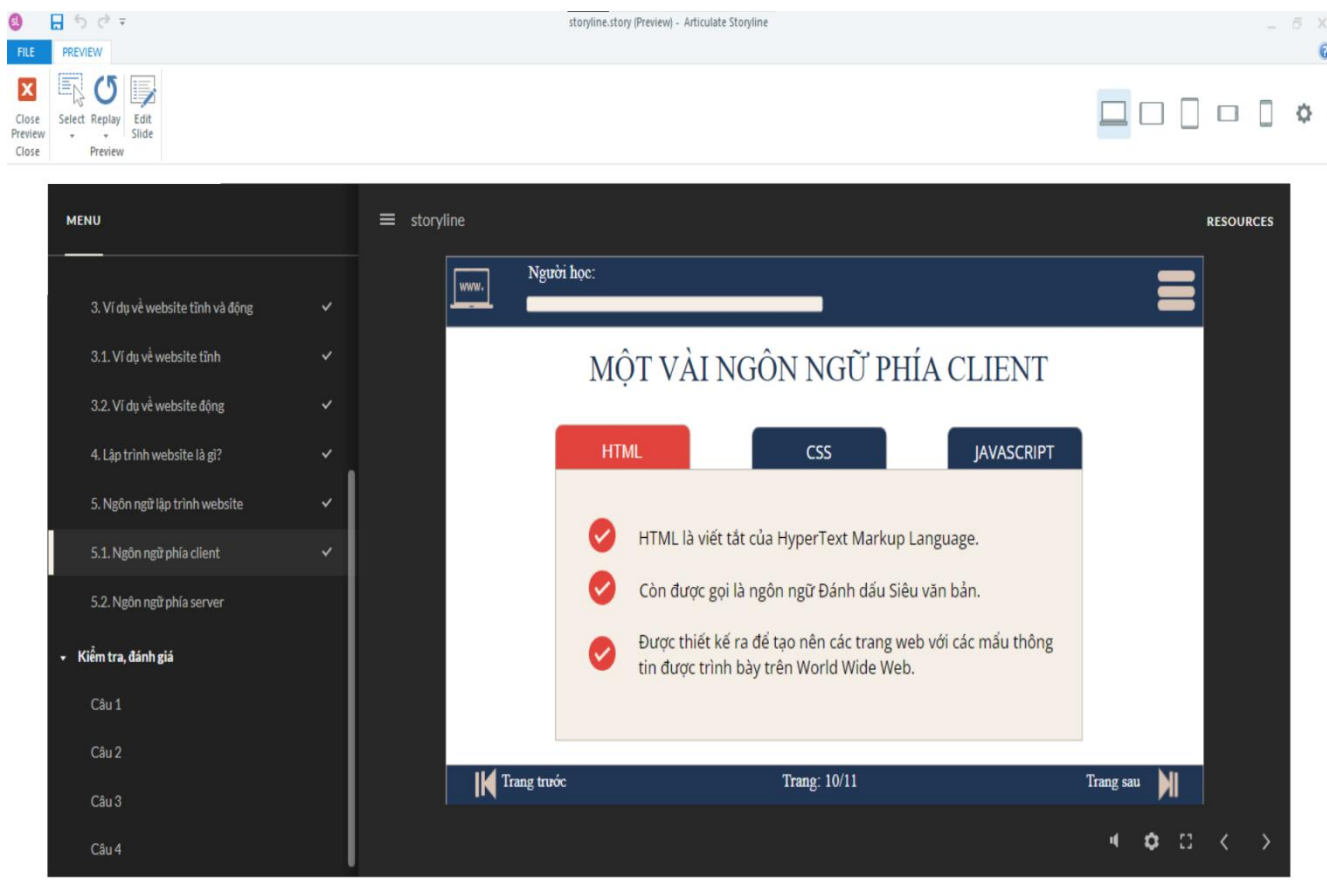 storyline.story (Preview) - Articulate Storyline
FILE
PREVIEW
Close Preview
Select
Replay
Edit Slide
Close
Preview
MENU
3. Ví dụ về website tĩnh và động
3.1. Ví dụ về website tĩnh
3.2. Ví dụ về website động
4. Lập trình website là gì?
5. Ngôn ngữ lập trình website
5.1. Ngôn ngữ phía client
5.2. Ngôn ngữ phía server
Kiểm tra, đánh giá
Câu 1
Câu 2
Câu 3
Câu 4
storyline
RESOURCES
www.
Người học:
MỘT VÀI NGÔN NGỮ PHÍA CLIENT
HTML
CSS
JAVASCRIPT
HTML là viết tắt của HyperText Markup Language.
Còn được gọi là ngôn ngữ Đánh dấu Siêu văn bản.
Được thiết kế ra để tạo nên các trang web với các mẩu thông
tin được trình bày trên World Wide Web.
Trang trước
Trang: 10/11
Trang sau